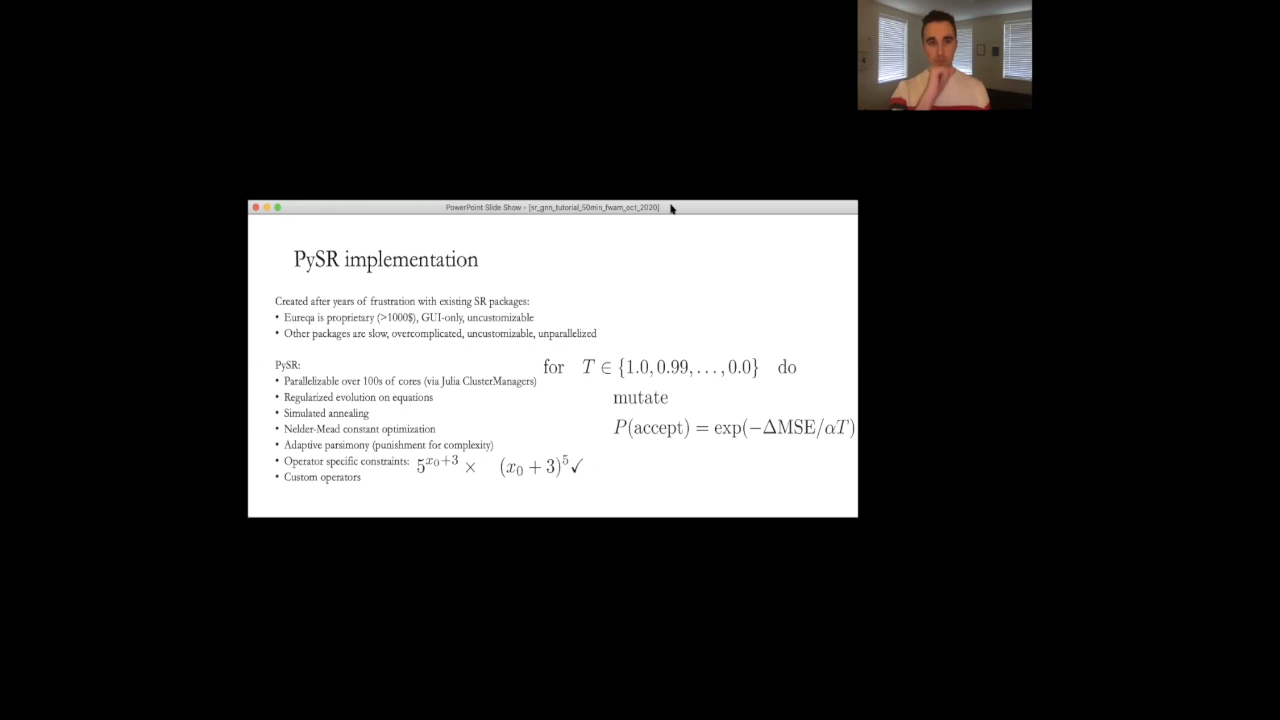 PowerPoint Slide Show - [sr_gnn_tutorial_50min_fwam_oct_2020]
PySR implementation
Created after years of frustration with existing SR packages:
• Eureqa is proprietary (>1000$), GUI-only, uncustomizable
• Other packages are slow, overcomplicated, uncustomizable, unparallelized
PySR:
• Parallelizable over 100s of cores (via Julia ClusterManagers)
• Regularized evolution on equations
• Simulated annealing
• Nelder-Mead constant optimization
• Adaptive parsimony (punishment for complexity)
• Operator specific constraints: 5^{x_0+3} × (x_0 + 3)^5 ✓
• Custom operators
for T ∈ {1.0, 0.99, . . . , 0.0} do
mutate
P(accept) = exp(−ΔMSE/αT)